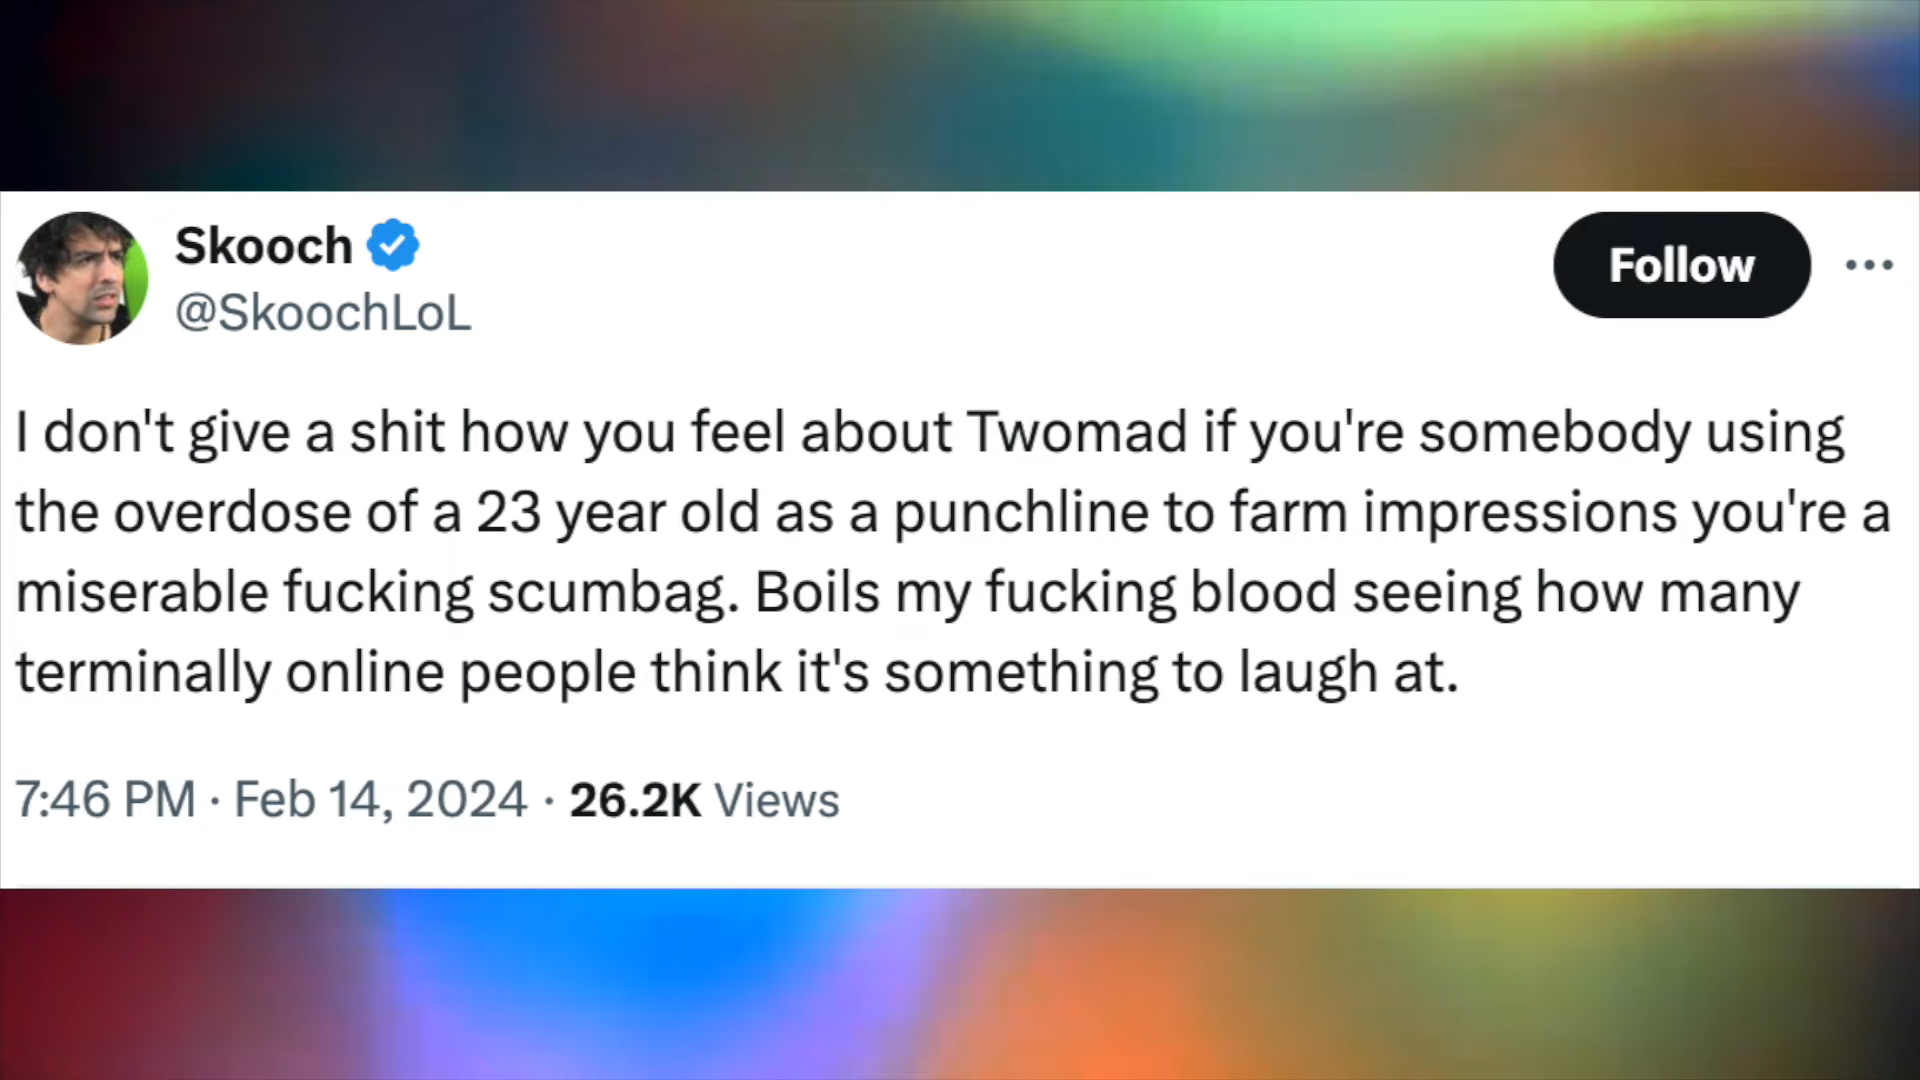 Skooch
@SkoochLoL
Follow
I don't give a shit how you feel about Twomad if you're somebody using
the overdose of a 23 year old as a punchline to farm impressions you're a
miserable fucking scumbag. Boils my fucking blood seeing how many
terminally online people think it's something to laugh at.
7:46 PM · Feb 14, 2024 · 26.2K Views